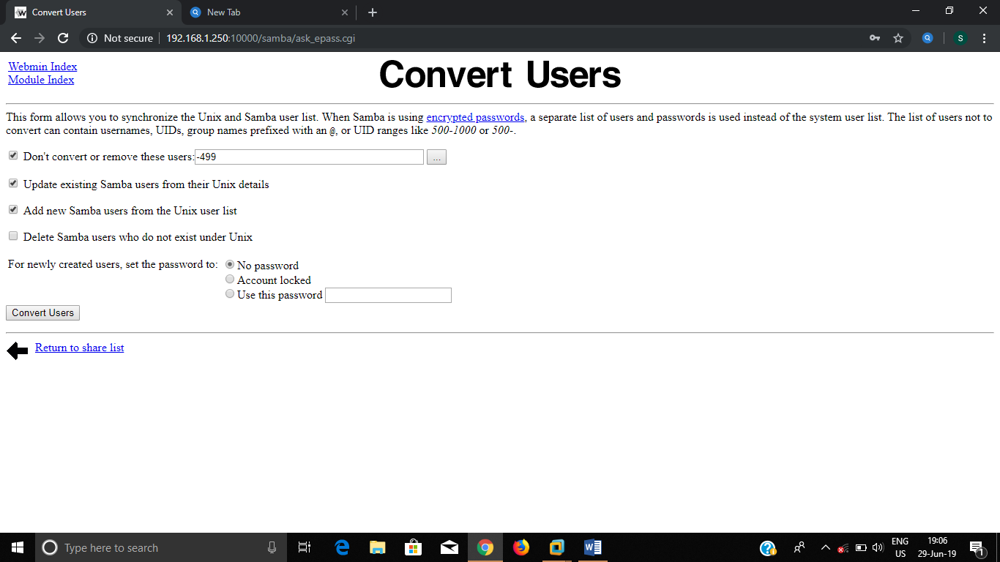 Convert Users
New Tab
Not secure
192.168.1.250:10000/samba/ask_epass.cgi
S
Webmin Index
Module Index
Convert Users
This form allows you to synchronize the Unix and Samba user list. When Samba is using encrypted passwords, a separate list of users and passwords is used instead of the system user list. The list of users not to
convert can contain usernames, UIDs, group names prefixed with an @, or UID ranges like 500-1000 or 500-.
Don't convert or remove these users: -499 ...
Update existing Samba users from their Unix details
Add new Samba users from the Unix user list
Delete Samba users who do not exist under Unix
For newly created users, set the password to: No password
Account locked
Use this password
Convert Users
Return to share list
Type here to search
ENG
US
19:06
29-Jun-19
1